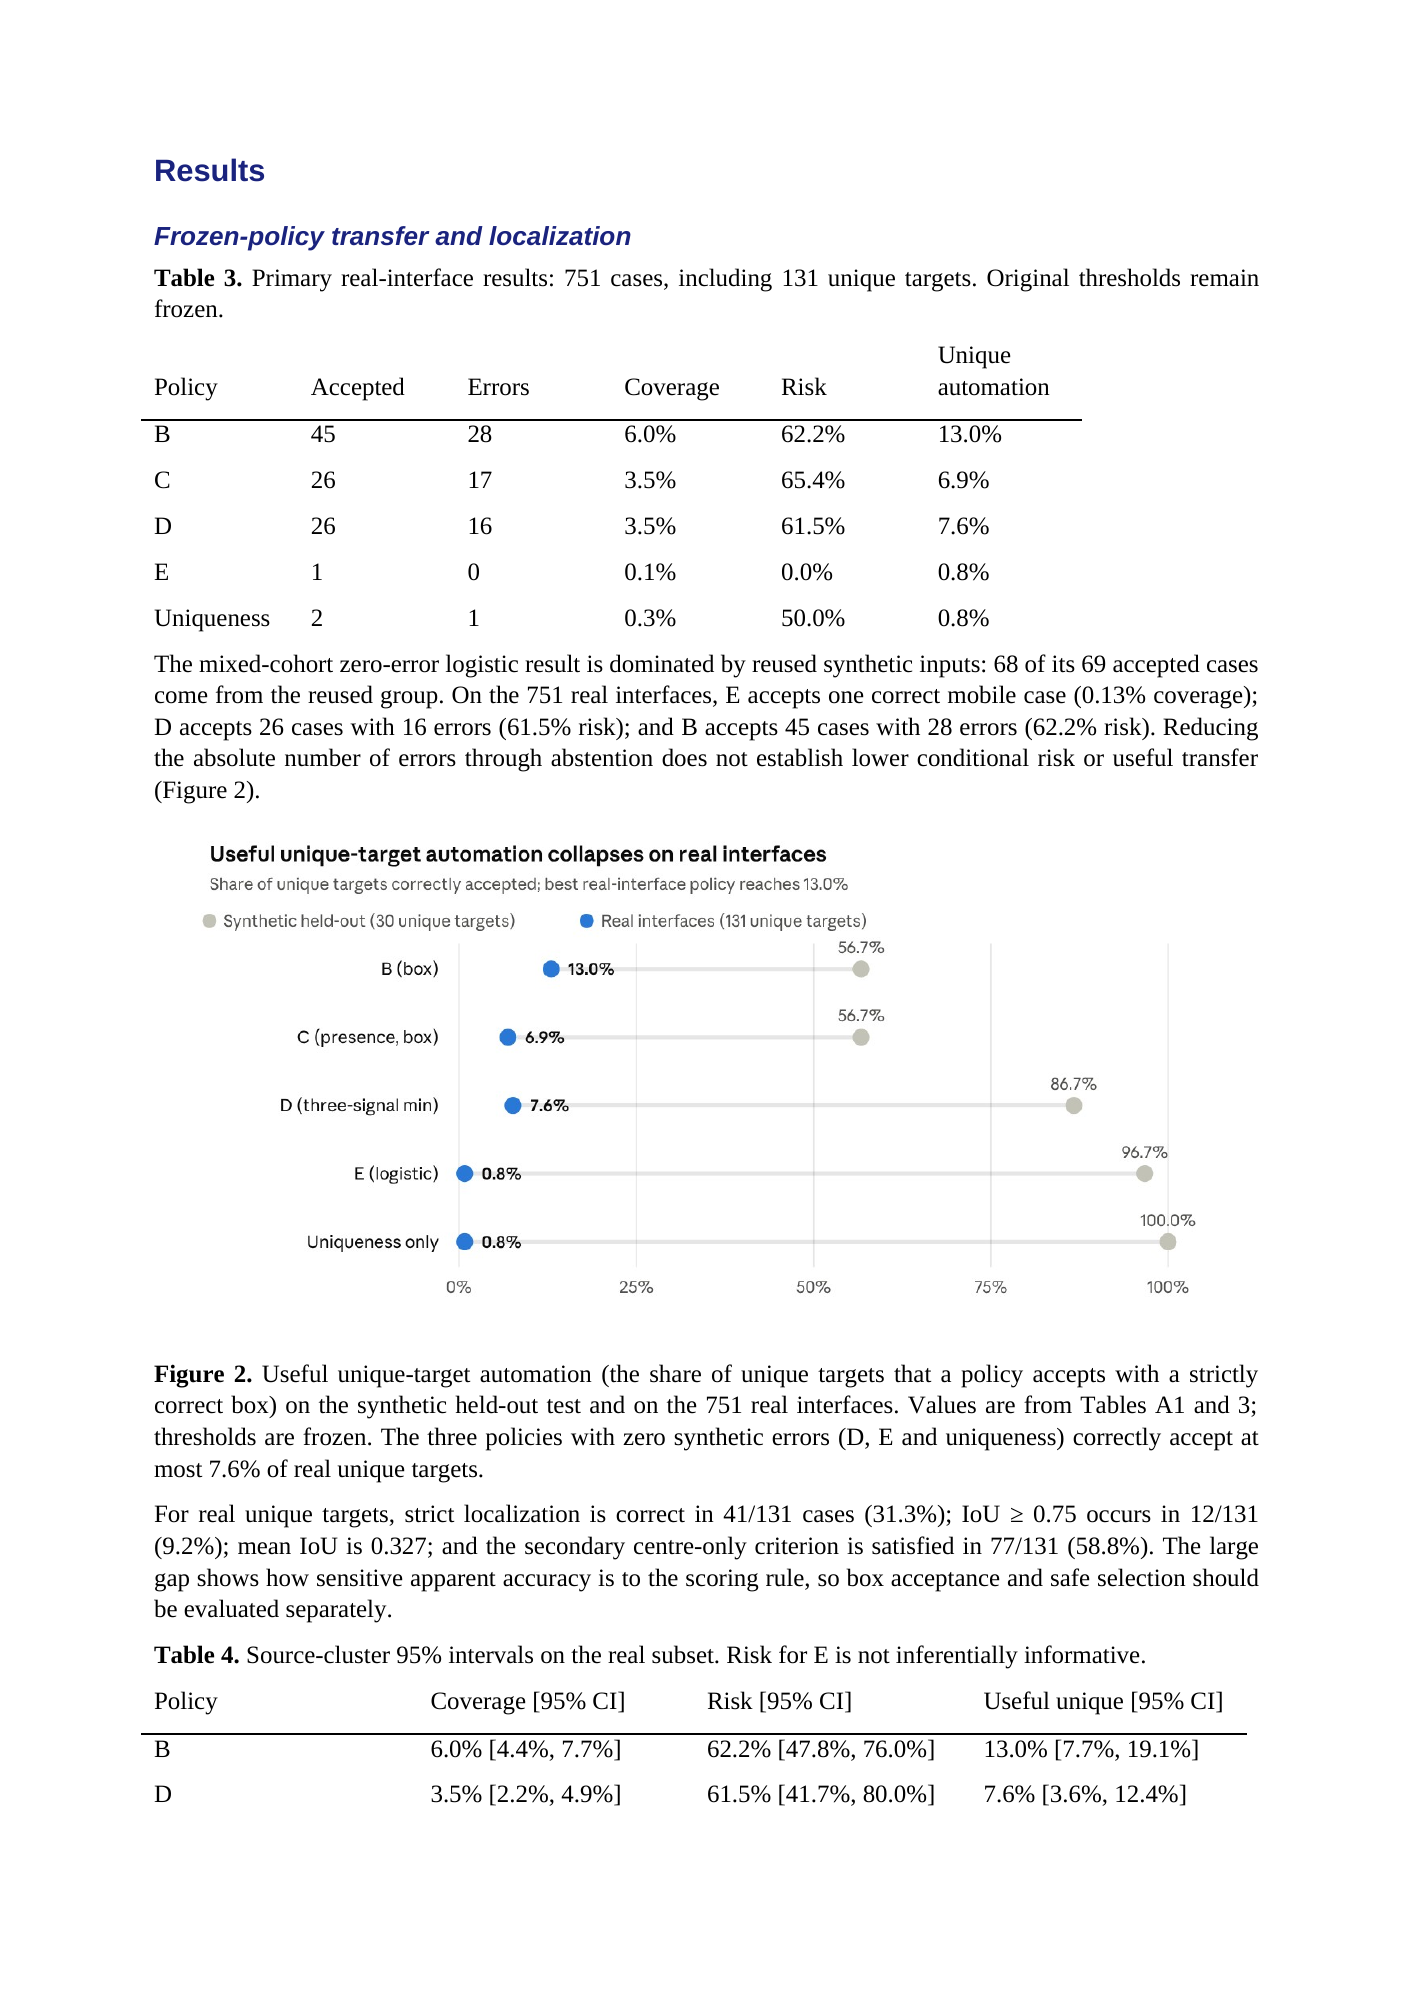 Results
Frozen-policy transfer and localization
Table 3. Primary real-interface results: 751 cases, including 131 unique targets. Original thresholds remain
frozen.
Policy Accepted Errors Coverage Risk Unique automation
B 45 28 6.0% 62.2% 13.0%
C 26 17 3.5% 65.4% 6.9%
D 26 16 3.5% 61.5% 7.6%
E 1 0 0.1% 0.0% 0.8%
Uniqueness 2 1 0.3% 50.0% 0.8%
The mixed-cohort zero-error logistic result is dominated by reused synthetic inputs: 68 of its 69 accepted cases
come from the reused group. On the 751 real interfaces, E accepts one correct mobile case (0.13% coverage);
D accepts 26 cases with 16 errors (61.5% risk); and B accepts 45 cases with 28 errors (62.2% risk). Reducing
the absolute number of errors through abstention does not establish lower conditional risk or useful transfer
(Figure 2).
Useful unique-target automation collapses on real interfaces
Share of unique targets correctly accepted; best real-interface policy reaches 13.0%
Synthetic held-out (30 unique targets) Real interfaces (131 unique targets)
B (box) 13.0% 56.7%
C (presence, box) 6.9% 56.7%
D (three-signal min) 7.6% 86.7%
E (logistic) 0.8% 96.7%
Uniqueness only 0.8% 100.0%
0% 25% 50% 75% 100%
Figure 2. Useful unique-target automation (the share of unique targets that a policy accepts with a strictly
correct box) on the synthetic held-out test and on the 751 real interfaces. Values are from Tables A1 and 3;
thresholds are frozen. The three policies with zero synthetic errors (D, E and uniqueness) correctly accept at
most 7.6% of real unique targets.
For real unique targets, strict localization is correct in 41/131 cases (31.3%); IoU ≥ 0.75 occurs in 12/131
(9.2%); mean IoU is 0.327; and the secondary centre-only criterion is satisfied in 77/131 (58.8%). The large
gap shows how sensitive apparent accuracy is to the scoring rule, so box acceptance and safe selection should
be evaluated separately.
Table 4. Source-cluster 95% intervals on the real subset. Risk for E is not inferentially informative.
Policy Coverage [95% CI] Risk [95% CI] Useful unique [95% CI]
B 6.0% [4.4%, 7.7%] 62.2% [47.8%, 76.0%] 13.0% [7.7%, 19.1%]
D 3.5% [2.2%, 4.9%] 61.5% [41.7%, 80.0%] 7.6% [3.6%, 12.4%]